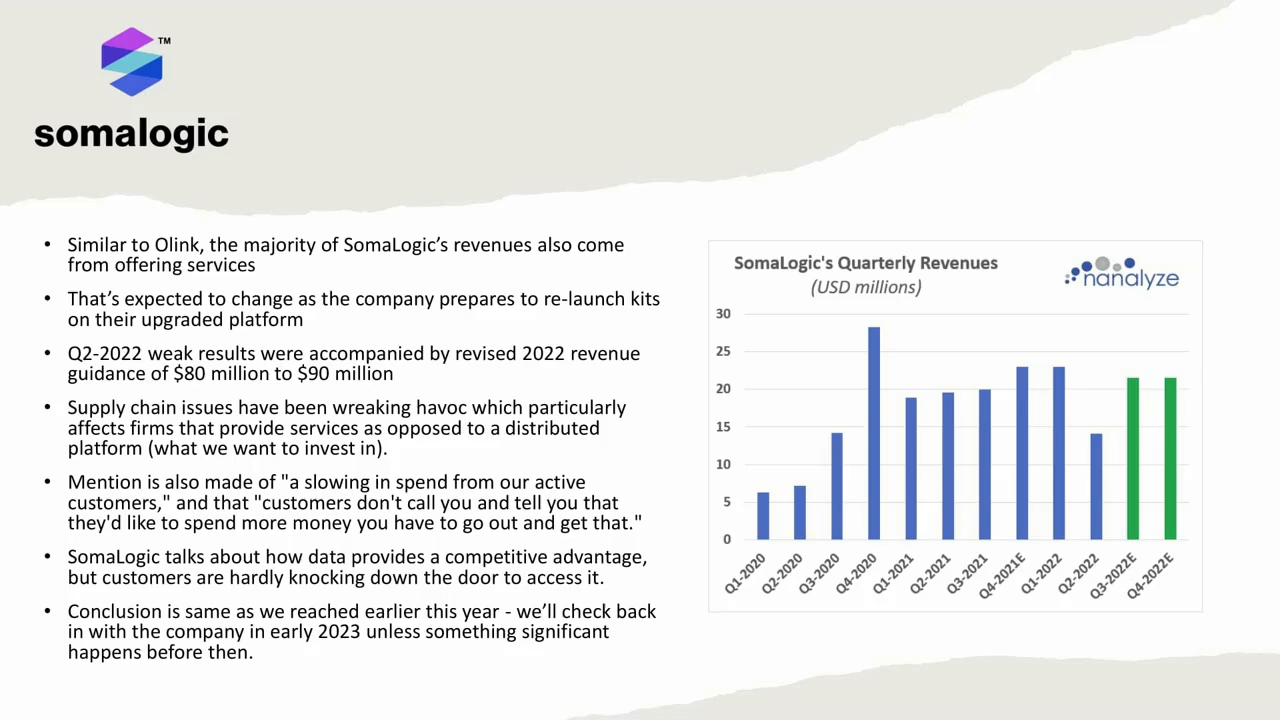 TM
somalogic
• Similar to Olink, the majority of SomaLogic’s revenues also come
from offering services
• That’s expected to change as the company prepares to re-launch kits
on their upgraded platform
• Q2-2022 weak results were accompanied by revised 2022 revenue
guidance of $80 million to $90 million
• Supply chain issues have been wreaking havoc which particularly
affects firms that provide services as opposed to a distributed
platform (what we want to invest in).
• Mention is also made of "a slowing in spend from our active
customers," and that "customers don't call you and tell you that
they'd like to spend more money you have to go out and get that."
• SomaLogic talks about how data provides a competitive advantage,
but customers are hardly knocking down the door to access it.
• Conclusion is same as we reached earlier this year - we’ll check back
in with the company in early 2023 unless something significant
happens before then.
SomaLogic's Quarterly Revenues
(USD millions)
nanalyze
30
25
20
15
10
5
0
Q1-2020
Q2-2020
Q3-2020
Q4-2020
Q1-2021
Q2-2021
Q3-2021
Q4-2021E
Q1-2022
Q2-2022
Q3-2022E
Q4-2022E